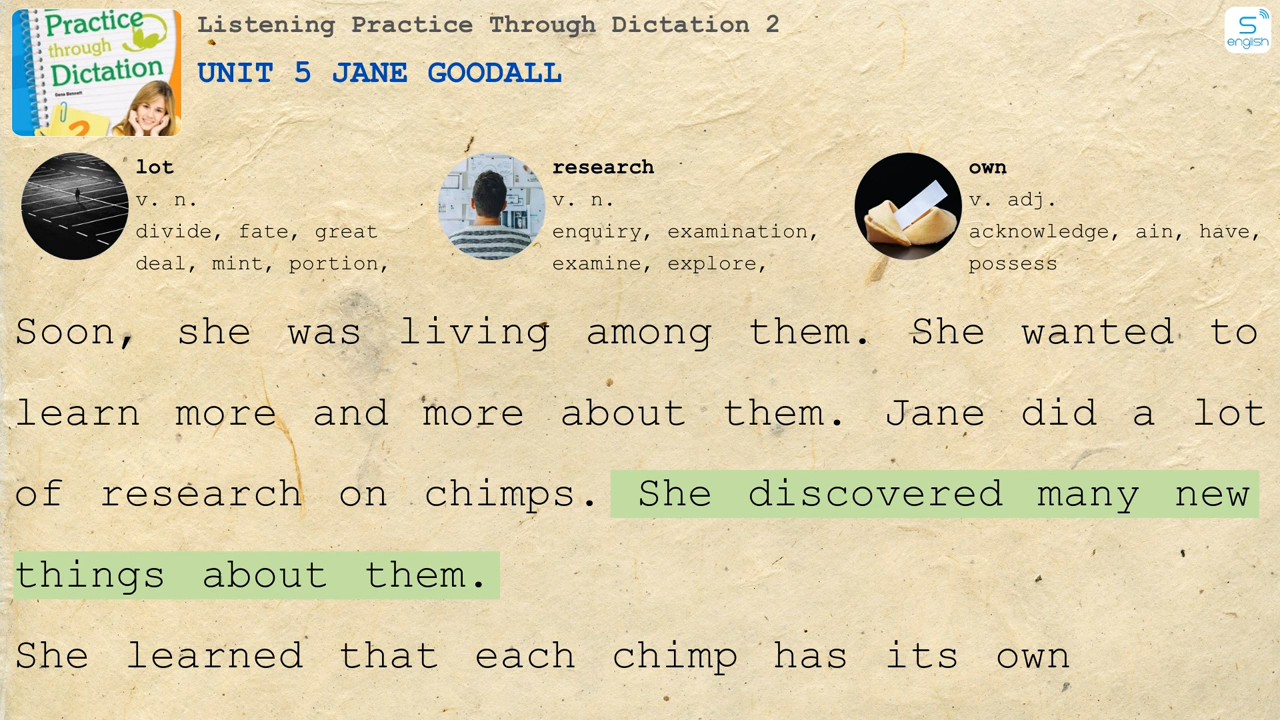 Practice
through
Dictation
Gena Bennett
2
Listening Practice Through Dictation 2
UNIT 5 JANE GOODALL
S
english
lot
v. n.
divide, fate, great
deal, mint, portion,
research
v. n.
enquiry, examination,
examine, explore,
own
v. adj.
acknowledge, ain, have,
possess
Soon, she was living among them. She wanted to
learn more and more about them. Jane did a lot
of research on chimps. She discovered many new
things about them.
She learned that each chimp has its own